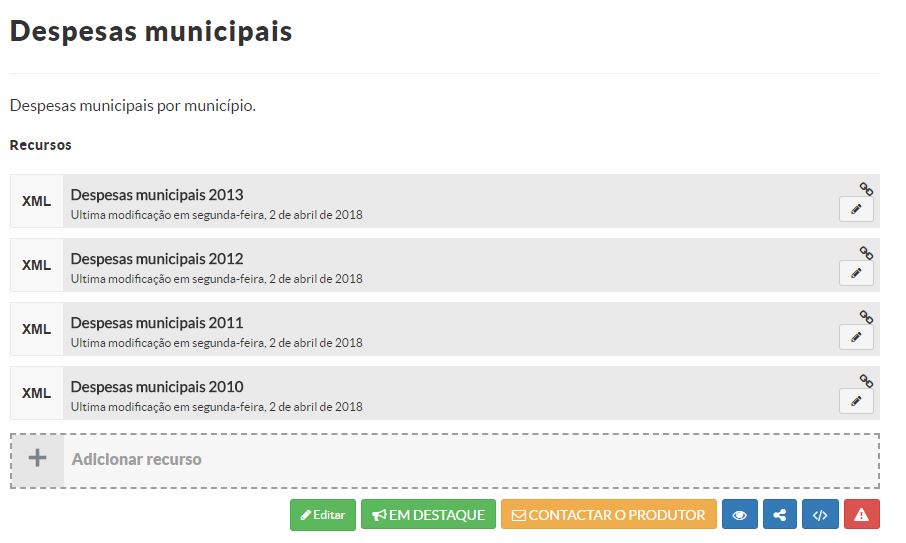 Despesas municipais
Despesas municipais por município.
Recursos
XML
Despesas municipais 2013
Ultima modificação em segunda-feira, 2 de abril de 2018
XML
Despesas municipais 2012
Ultima modificação em segunda-feira, 2 de abril de 2018
XML
Despesas municipais 2011
Ultima modificação em segunda-feira, 2 de abril de 2018
XML
Despesas municipais 2010
Ultima modificação em segunda-feira, 2 de abril de 2018
Adicionar recurso
Editar
EM DESTAQUE
CONTACTAR O PRODUTOR